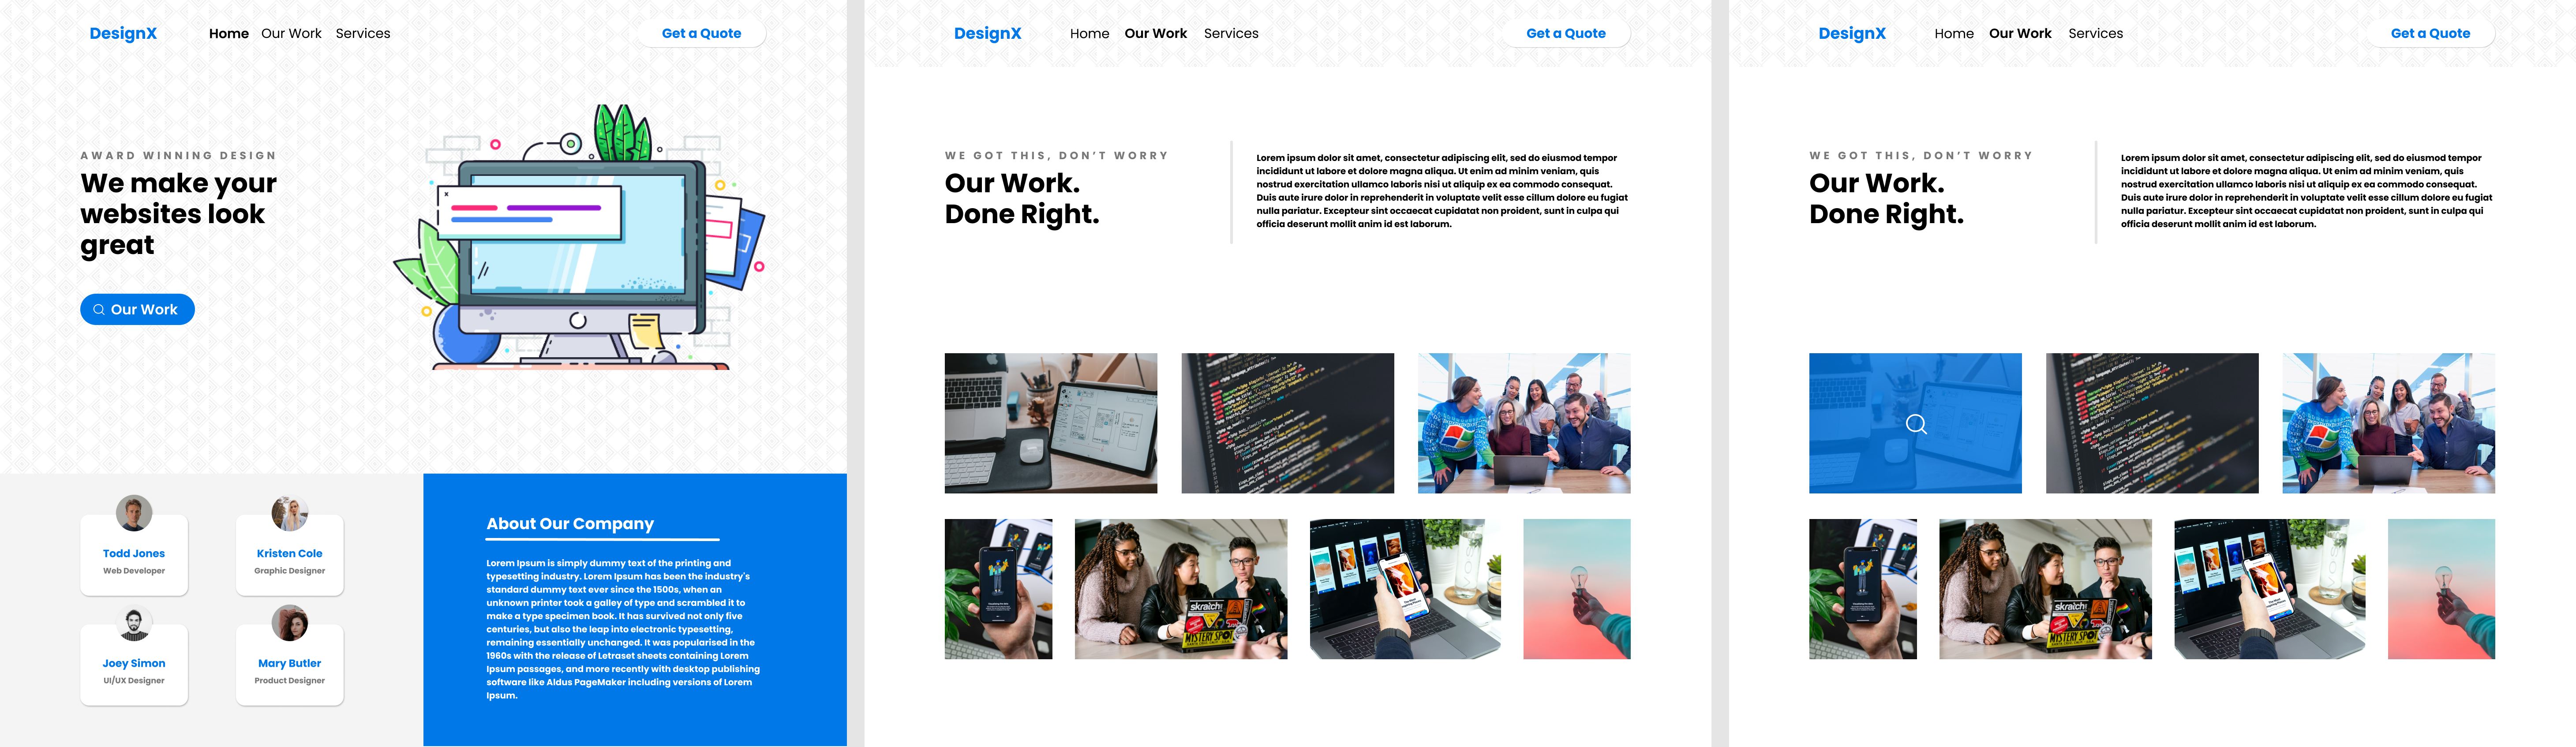 DesignX
Home Our Work Services
Get a Quote
AWARD WINNING DESIGN
We make your
websites look
great
Our Work
Todd Jones
Web Developer
Kristen Cole
Graphic Designer
Joey Simon
UI/UX Designer
Mary Butler
Product Designer
About Our Company
Lorem Ipsum is simply dummy text of the printing and
typesetting industry. Lorem Ipsum has been the industry's
standard dummy text ever since the 1500s, when an
unknown printer took a galley of type and scrambled it to
make a type specimen book. It has survived not only five
centuries, but also the leap into electronic typesetting,
remaining essentially unchanged. It was popularised in the
1960s with the release of Letraset sheets containing Lorem
Ipsum passages, and more recently with desktop publishing
software like Aldus PageMaker including versions of Lorem
Ipsum.
DesignX
Home Our Work Services
Get a Quote
WE GOT THIS, DON'T WORRY
Our Work.
Done Right.
Lorem ipsum dolor sit amet, consectetur adipiscing elit, sed do eiusmod tempor
incididunt ut labore et dolore magna aliqua. Ut enim ad minim veniam, quis
nostrud exercitation ullamco laboris nisi ut aliquip ex ea commodo consequat.
Duis aute irure dolor in reprehenderit in voluptate velit esse cillum dolore eu fugiat
nulla pariatur. Excepteur sint occaecat cupidatat non proident, sunt in culpa qui
officia deserunt mollit anim id est laborum.
skratch!
MYSTERY SPOT
DesignX
Home Our Work Services
Get a Quote
WE GOT THIS, DON'T WORRY
Our Work.
Done Right.
Lorem ipsum dolor sit amet, consectetur adipiscing elit, sed do eiusmod tempor
incididunt ut labore et dolore magna aliqua. Ut enim ad minim veniam, quis
nostrud exercitation ullamco laboris nisi ut aliquip ex ea commodo consequat.
Duis aute irure dolor in reprehenderit in voluptate velit esse cillum dolore eu fugiat
nulla pariatur. Excepteur sint occaecat cupidatat non proident, sunt in culpa qui
officia deserunt mollit anim id est laborum.
skratch!
MYSTERY SPOT